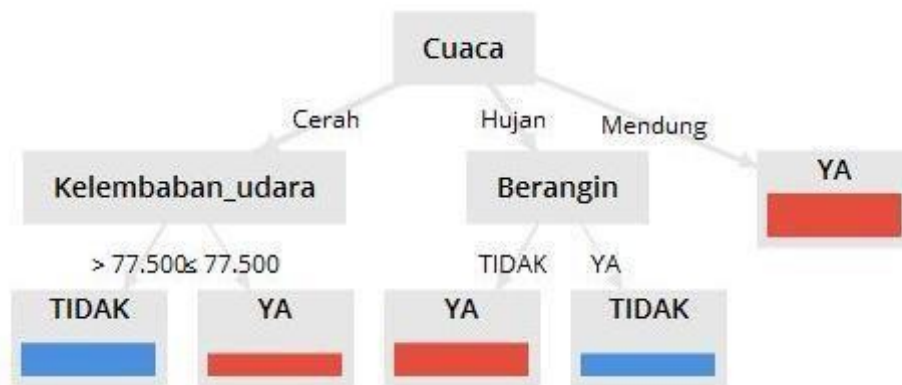 Cuaca
Cerah Hujan Mendung
Kelembaban_udara Berangin YA
> 77.500 ≤ 77.500 TIDAK YA
TIDAK YA YA TIDAK